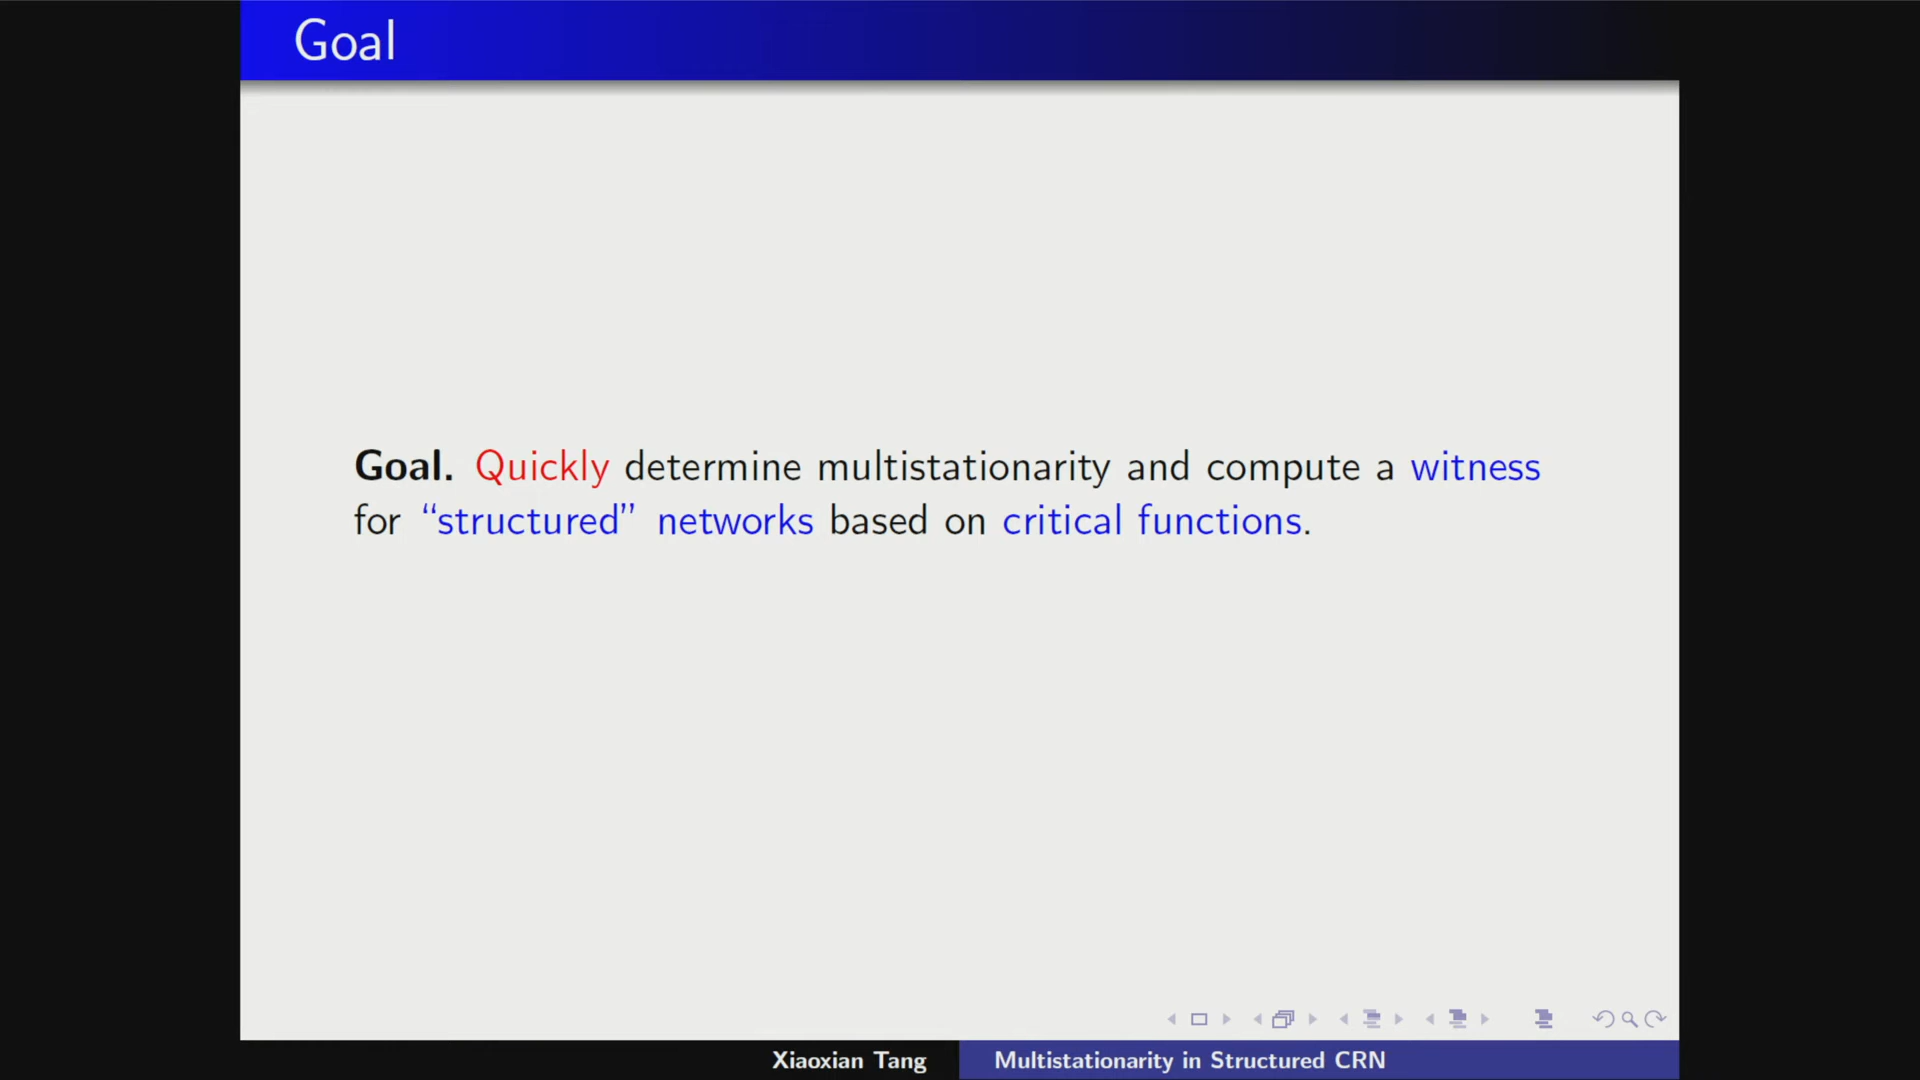 Goal
Goal. Quickly determine multistationarity and compute a witness
for “structured” networks based on critical functions.
Xiaoxian Tang
Multistationarity in Structured CRN